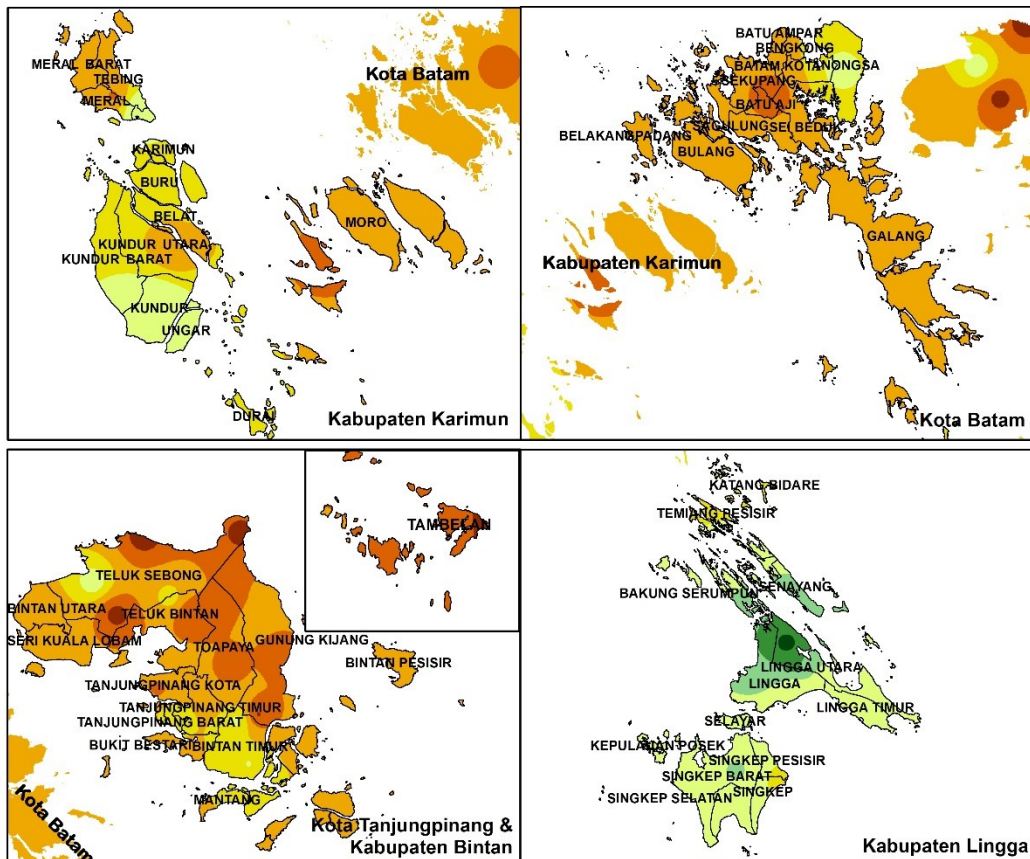 MERAL BARAT
TEBING
MERAL
Kota Batam
KARIMUN
BURU
BELAT
MORO
KUNDUR UTARA
KUNDUR BARAT
KUNDUR
UNGAR
DURAI
Kabupaten Karimun
BATU AMPAR
BENGKONG
BATAM KOTA
NONGSA
SEKUPANG
BATU AJI
SAGULUNG
SEI BEDUK
BELAKANGPADANG
BULANG
GALANG
Kabupaten Karimun
Kota Batam
TAMBELAN
TELUK SEBONG
BINTAN UTARA
TELUK BINTAN
SERI KUALA LOBAM
TOAPAYA
GUNUNG KIJANG
BINTAN PESISIR
TANJUNGPINANG KOTA
TANJUNGPINANG TIMUR
TANJUNGPINANG BARAT
BUKIT BESTARI
BINTAN TIMUR
MANTANG
Kota Batam
Kota Tanjungpinang &
Kabupaten Bintan
KATANG BIDARE
TEMIANG PESISIR
SENAYANG
BAKUNG SERUMPUN
LINGGA UTARA
LINGGA
LINGGA TIMUR
SELAYAR
KEPULAUAN POSEK
SINGKEP PESISIR
SINGKEP BARAT
SINGKEP
SINGKEP SELATAN
Kabupaten Lingga